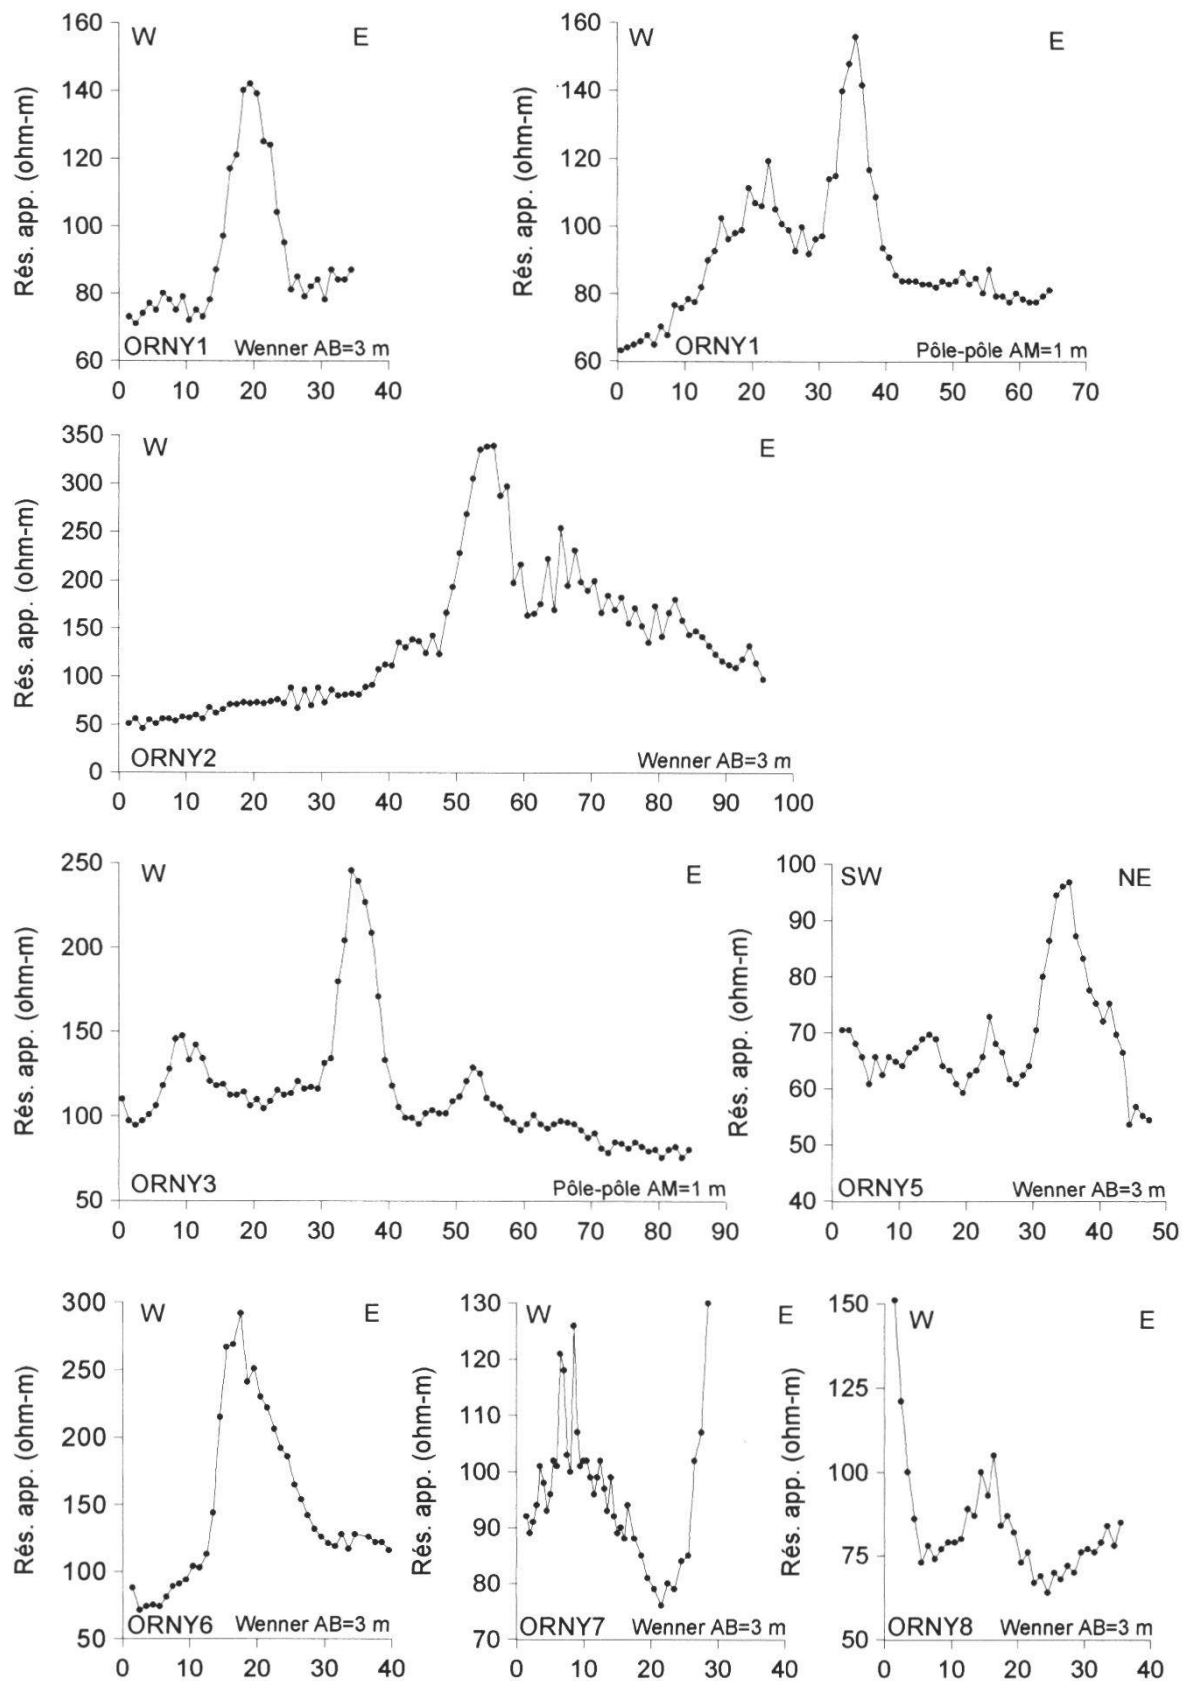 160
140
120
100
80
60
Rés. app. (ohm-m)
W
E
ORNY1
Wenner AB=3 m
0 10 20 30 40
160
140
120
100
80
60
Rés. app. (ohm-m)
W
E
ORNY1
Pôle-pôle AM=1 m
0 10 20 30 40 50 60 70
350
300
250
200
150
100
50
0
Rés. app. (ohm-m)
W
E
ORNY2
Wenner AB=3 m
0 10 20 30 40 50 60 70 80 90 100
250
200
150
100
50
Rés. app. (ohm-m)
W
E
ORNY3
Pôle-pôle AM=1 m
0 10 20 30 40 50 60 70 80 90
100
90
80
70
60
50
40
Rés. app. (ohm-m)
SW
NE
ORNY5
Wenner AB=3 m
0 10 20 30 40 50
300
250
200
150
100
50
Rés. app. (ohm-m)
W
E
ORNY6
Wenner AB=3 m
0 10 20 30 40
130
120
110
100
90
80
70
Rés. app. (ohm-m)
W
E
ORNY7
Wenner AB=3 m
0 10 20 30 40
150
125
100
75
50
Rés. app. (ohm-m)
W
E
ORNY8
Wenner AB=3 m
0 10 20 30 40